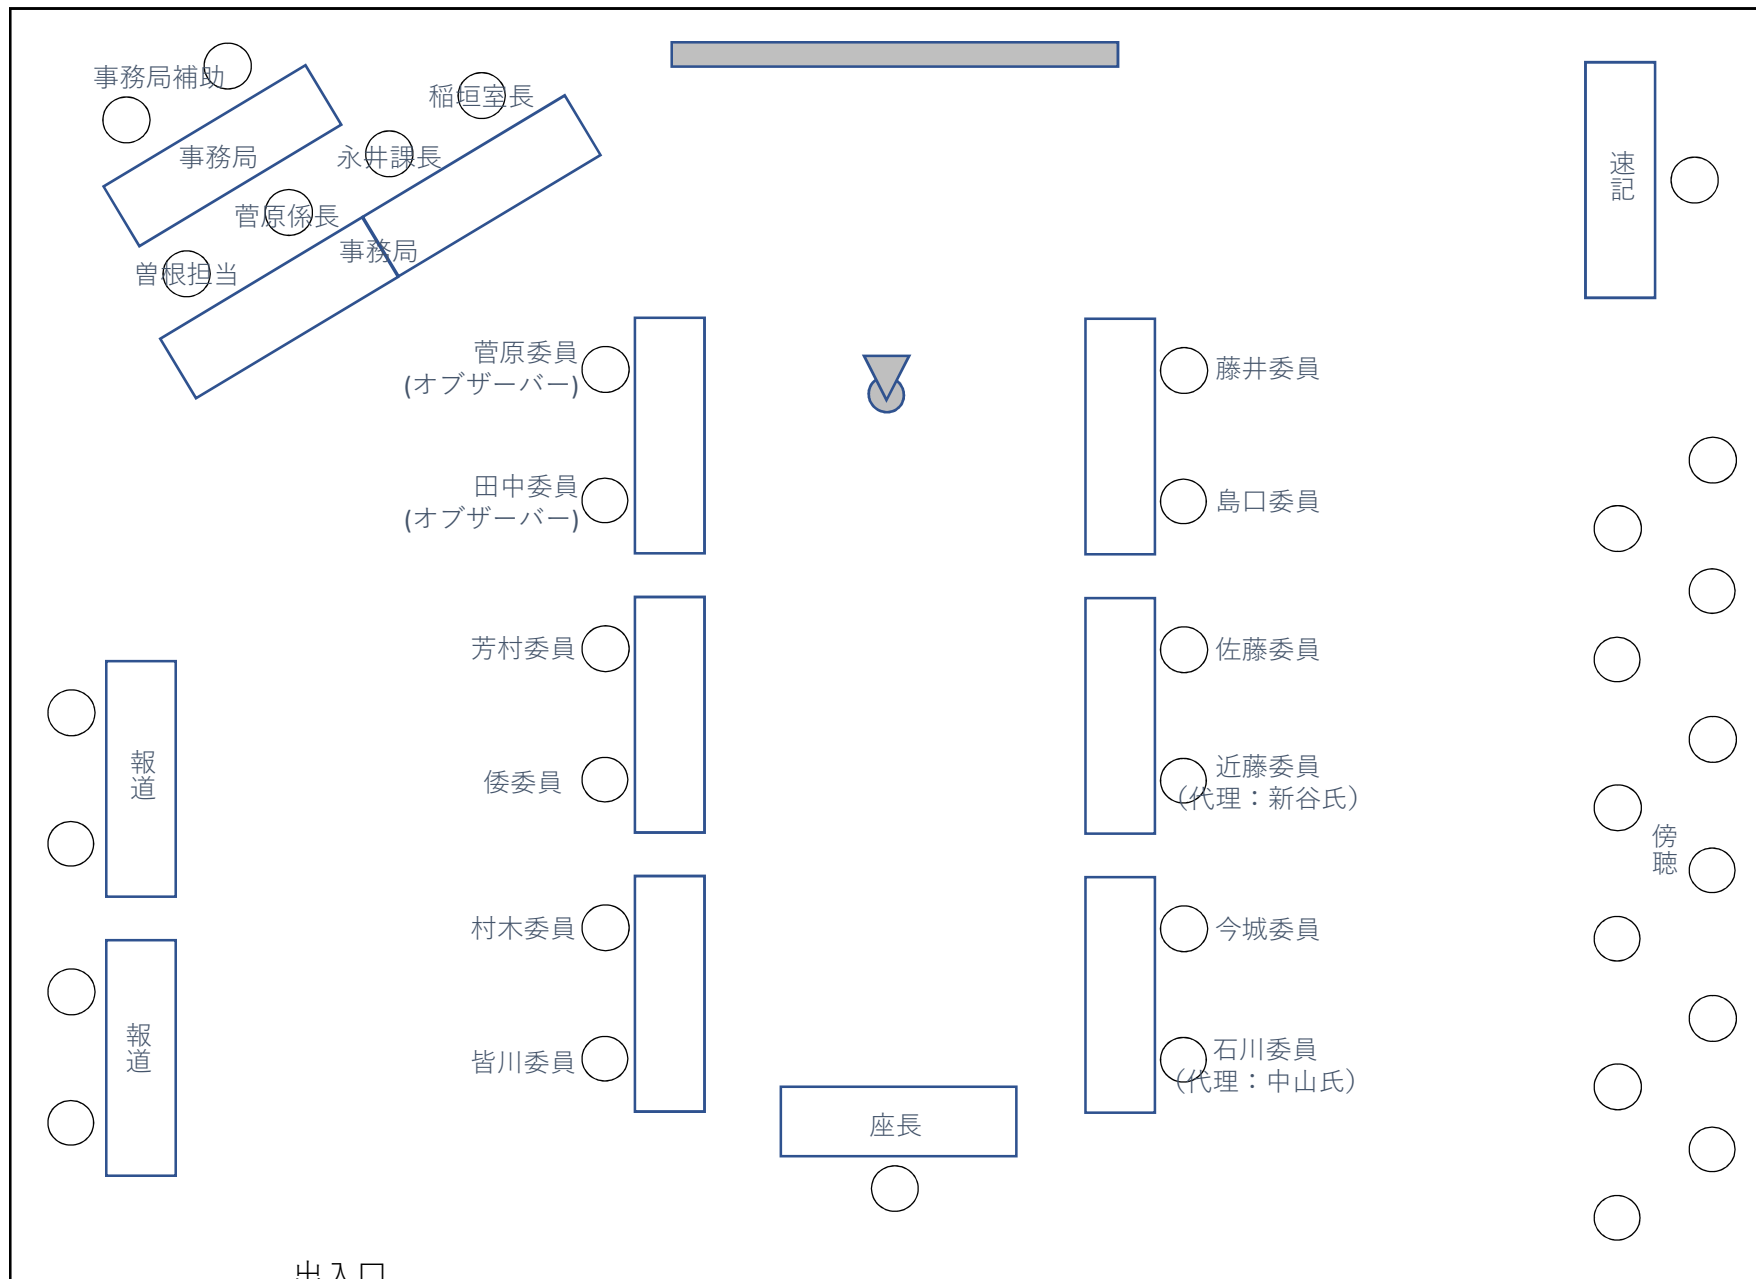 事務局補助
稲垣室長
事務局
永井課長
速記
菅原係長
事務局
曽根担当
菅原委員
(オブザーバー)
藤井委員
田中委員
(オブザーバー)
島口委員
芳村委員
佐藤委員
報道
倭委員
近藤委員
（代理：新谷氏）
傍聴
村木委員
今城委員
報道
皆川委員
石川委員
（代理：中山氏）
座長
出入口